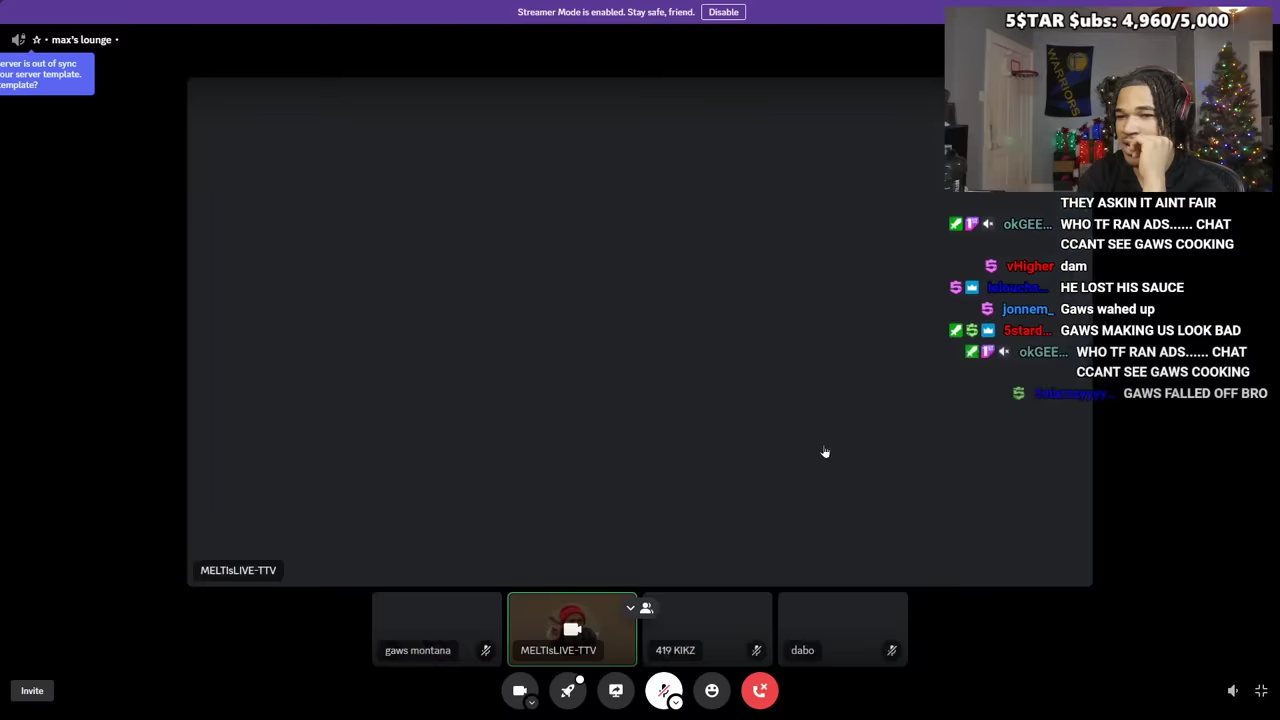 Streamer Mode is enabled. Stay safe, friend. Disable
5$TAR $ubs: 4,960/5,000
☆ • max's lounge •
erver is out of sync
our server template.
emplate?
WARRIORS
THEY ASKIN IT AINT FAIR
okGEE... WHO TF RAN ADS...... CHAT
CCANT SEE GAWS COOKING
vHigher dam
HE LOST HIS SAUCE
jonnem_ Gaws wahed up
5stard... GAWS MAKING US LOOK BAD
okGEE... WHO TF RAN ADS...... CHAT
CCANT SEE GAWS COOKING
GAWS FALLED OFF BRO
MELTIsLIVE-TTV
gaws montana
MELTIsLIVE-TTV
419 KIKZ
dabo
Invite